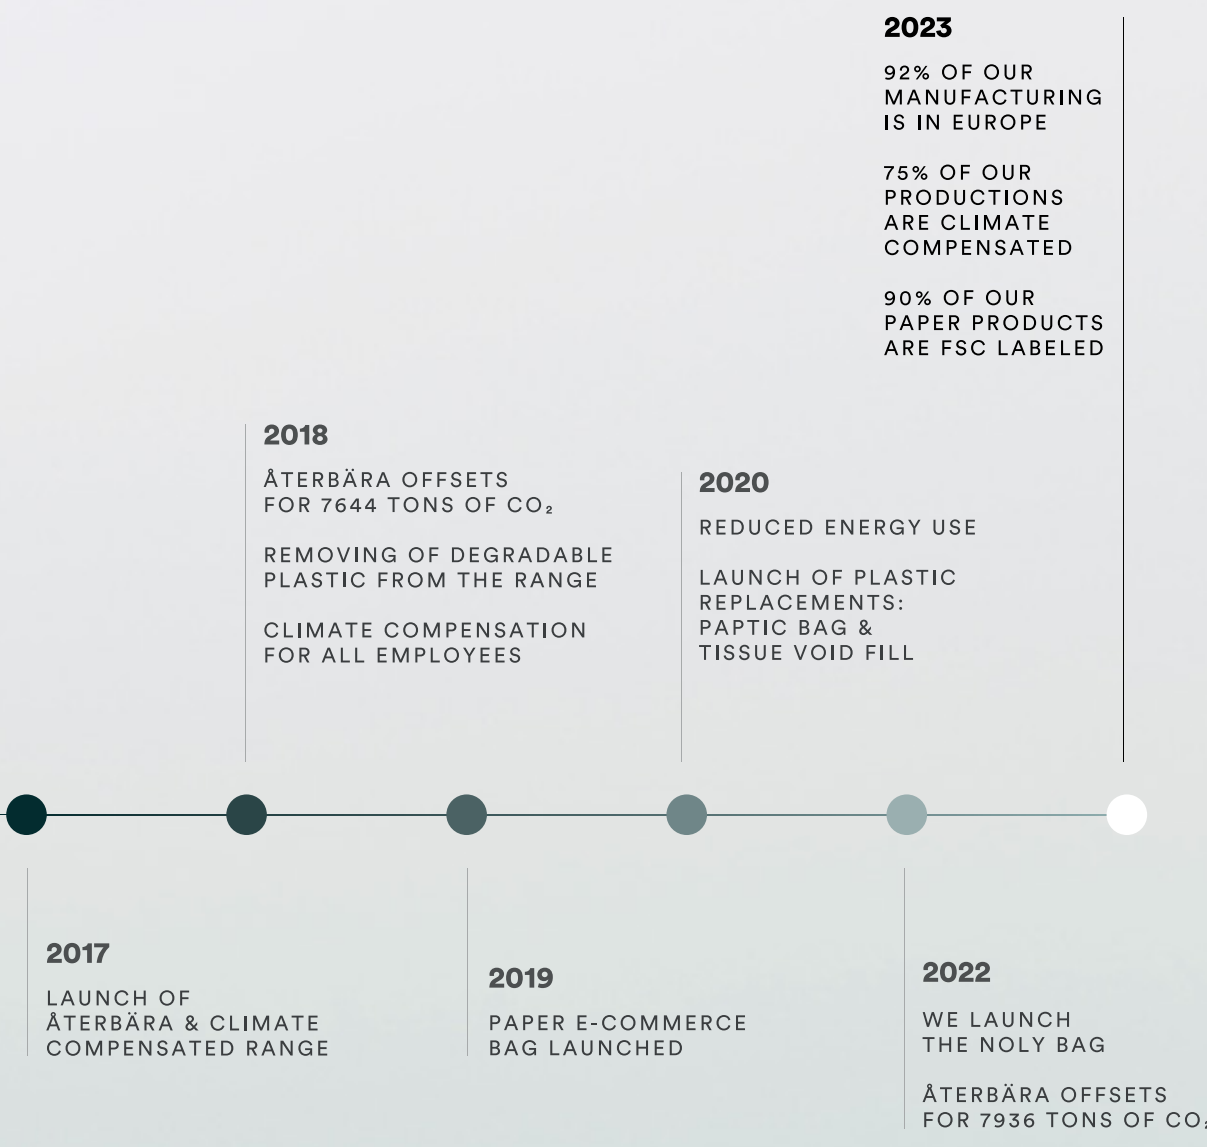 2023
92% OF OUR
MANUFACTURING
IS IN EUROPE
75% OF OUR
PRODUCTIONS
ARE CLIMATE
COMPENSATED
90% OF OUR
PAPER PRODUCTS
ARE FSC LABELED
2018
ÅTERBÄRA OFFSETS
FOR 7644 TONS OF CO₂
REMOVING OF DEGRADABLE
PLASTIC FROM THE RANGE
CLIMATE COMPENSATION
FOR ALL EMPLOYEES
2020
REDUCED ENERGY USE
LAUNCH OF PLASTIC
REPLACEMENTS:
PAPTIC BAG &
TISSUE VOID FILL
2017
LAUNCH OF
ÅTERBÄRA & CLIMATE
COMPENSATED RANGE
2019
PAPER E-COMMERCE
BAG LAUNCHED
2022
WE LAUNCH
THE NOLY BAG
ÅTERBÄRA OFFSETS
FOR 7936 TONS OF CO₂